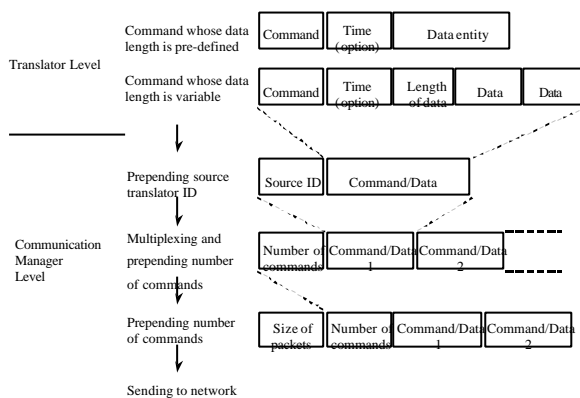 Command whose data
length is pre-defined
Command
Time
(option)
Data entity
Translator Level
Command whose data
length is variable
Command
Time
(option)
Length
of data
Data
Data
Prepending source
translator ID
Source ID
Command/Data
Communication
Manager
Level
Multiplexing and
prepending number
of commands
Number of
commands
Command/Data
1
Command/Data
2
Prepending number
of commands
Size of
packets
Number of
commands
Command/Data
1
Command/Data
2
Sending to network